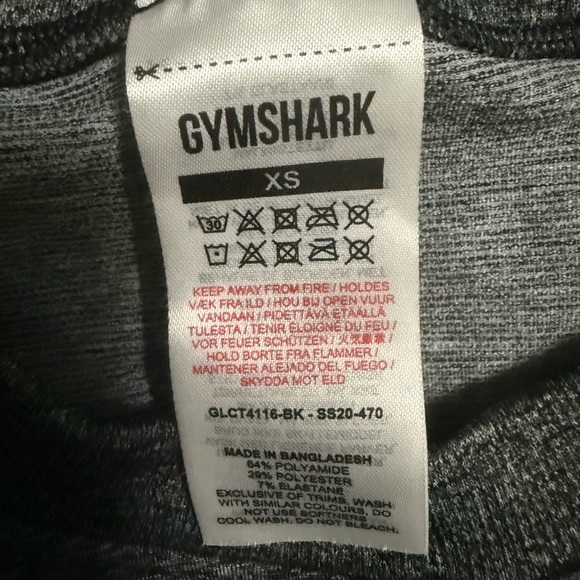 GYMSHARK
XS
30
KEEP AWAY FROM FIRE / HOLDES
VÆK FRA ILD / HOU BIJ OPEN VUUR
VANDAAN / PIDETTÄVÄ ETÄÄLLÄ
TULESTA / TENIR ÉLOIGNÉ DU FEU /
VOR FEUER SCHÜTZEN / 火気厳禁 /
HOLD BORTE FRA FLAMMER /
MANTENER ALEJADO DEL FUEGO /
SKYDDA MOT ELD
GLCT4116-BK - SS20-470
MADE IN BANGLADESH
64% POLYAMIDE
29% POLYESTER
7% ELASTANE
EXCLUSIVE OF TRIMS. WASH
WITH SIMILAR COLOURS, DO
NOT USE SOFTNERS
COOL WASH. DO NOT BLEACH.